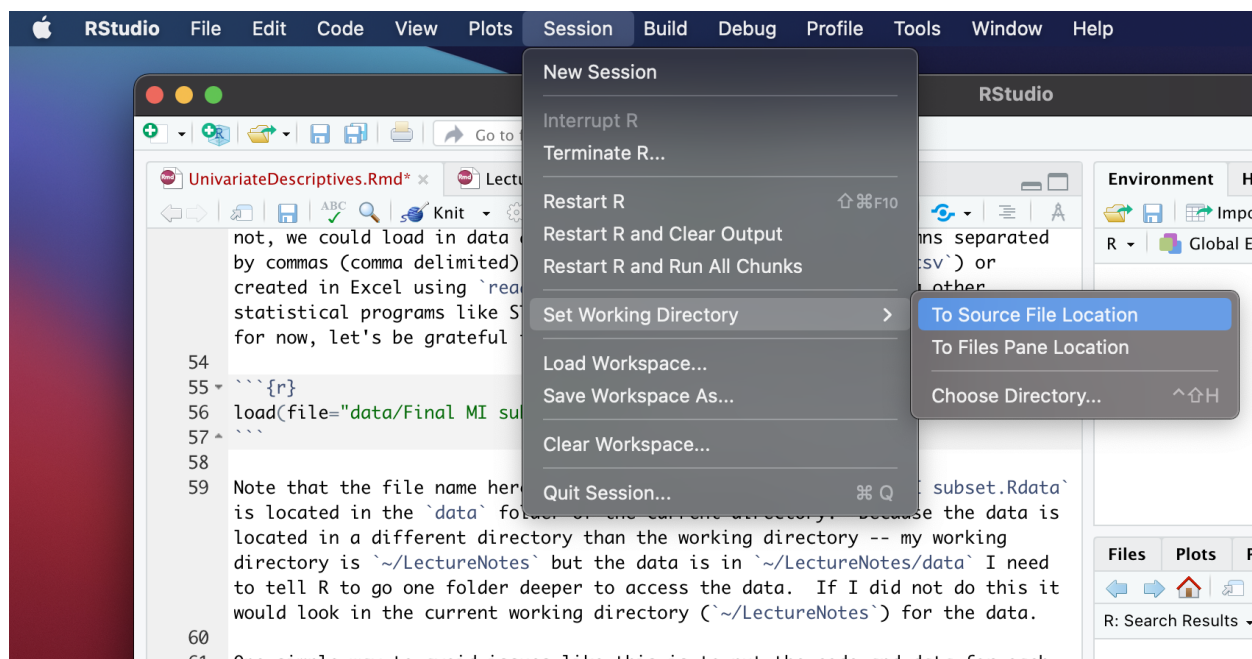 RStudio File Edit Code View Plots Session Build Debug Profile Tools Window Help
RStudio
New Session
Interrupt R
Terminate R...
Restart R ⇧⌘F10
Restart R and Clear Output
Restart R and Run All Chunks
Set Working Directory >
Load Workspace...
Save Workspace As...
Clear Workspace...
Quit Session... ⌘ Q
To Source File Location
To Files Pane Location
Choose Directory... ^⇧H
Go to
UnivariateDescriptives.Rmd* ×
Rmd
Rmd
ABC
Knit
not, we could load in data
by commas (comma delimited)
created in Excel using `
statistical programs like
for now, let's be grateful
54
55 ```{r}
56 load(file="data/Final MI
57 ```
58
59 Note that the file name
is located in the `data` folder of the current directory. Because the data is
located in a different directory than the working directory -- my working
directory is `~/LectureNotes` but the data is in `~/LectureNotes/data` I need
to tell R to go one folder deeper to access the data. If I did not do this it
would look in the current working directory (`~/LectureNotes`) for the data.
60
separated
`) or
other
subset.Rdata`
Environment
R Global
Files Plots
R: Search Results